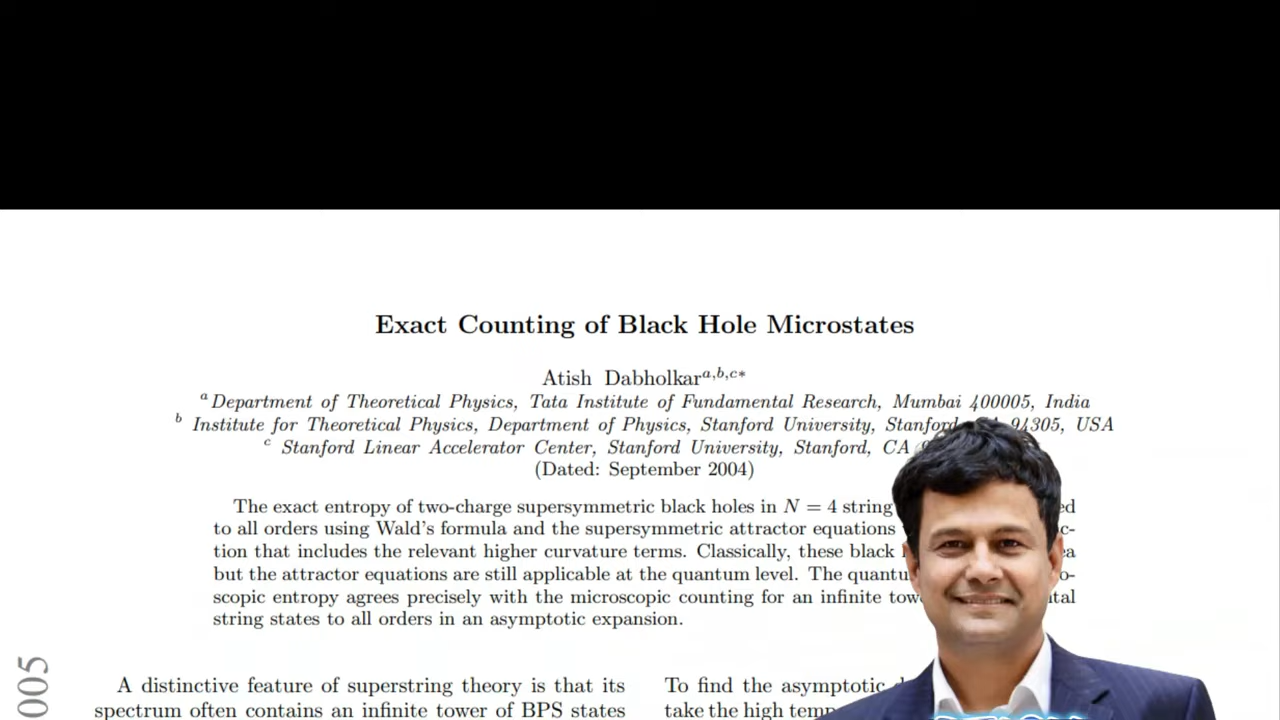 Exact Counting of Black Hole Microstates
Atish Dabholkar^{a,b,c*}
^a Department of Theoretical Physics, Tata Institute of Fundamental Research, Mumbai 400005, India
^b Institute for Theoretical Physics, Department of Physics, Stanford University, Stanford, 94305, USA
^c Stanford Linear Accelerator Center, Stanford University, Stanford, CA
(Dated: September 2004)
The exact entropy of two-charge supersymmetric black holes in N = 4 string
to all orders using Wald's formula and the supersymmetric attractor equations
tion that includes the relevant higher curvature terms. Classically, these black
but the attractor equations are still applicable at the quantum level. The
scopic entropy agrees precisely with the microscopic counting for an infinite
string states to all orders in an asymptotic expansion.
005
A distinctive feature of superstring theory is that its
spectrum often contains an infinite tower of BPS states
To find the asymptotic
take the high